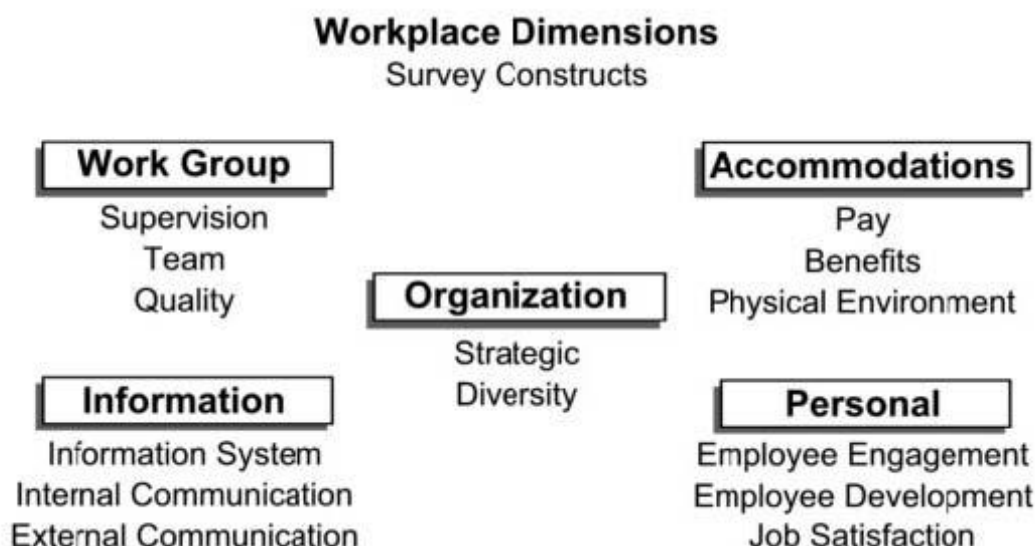 Workplace Dimensions
Survey Constructs
Work Group
Supervision
Team
Quality
Accommodations
Pay
Benefits
Physical Environment
Organization
Strategic
Diversity
Information
Information System
Internal Communication
External Communication
Personal
Employee Engagement
Employee Development
Job Satisfaction